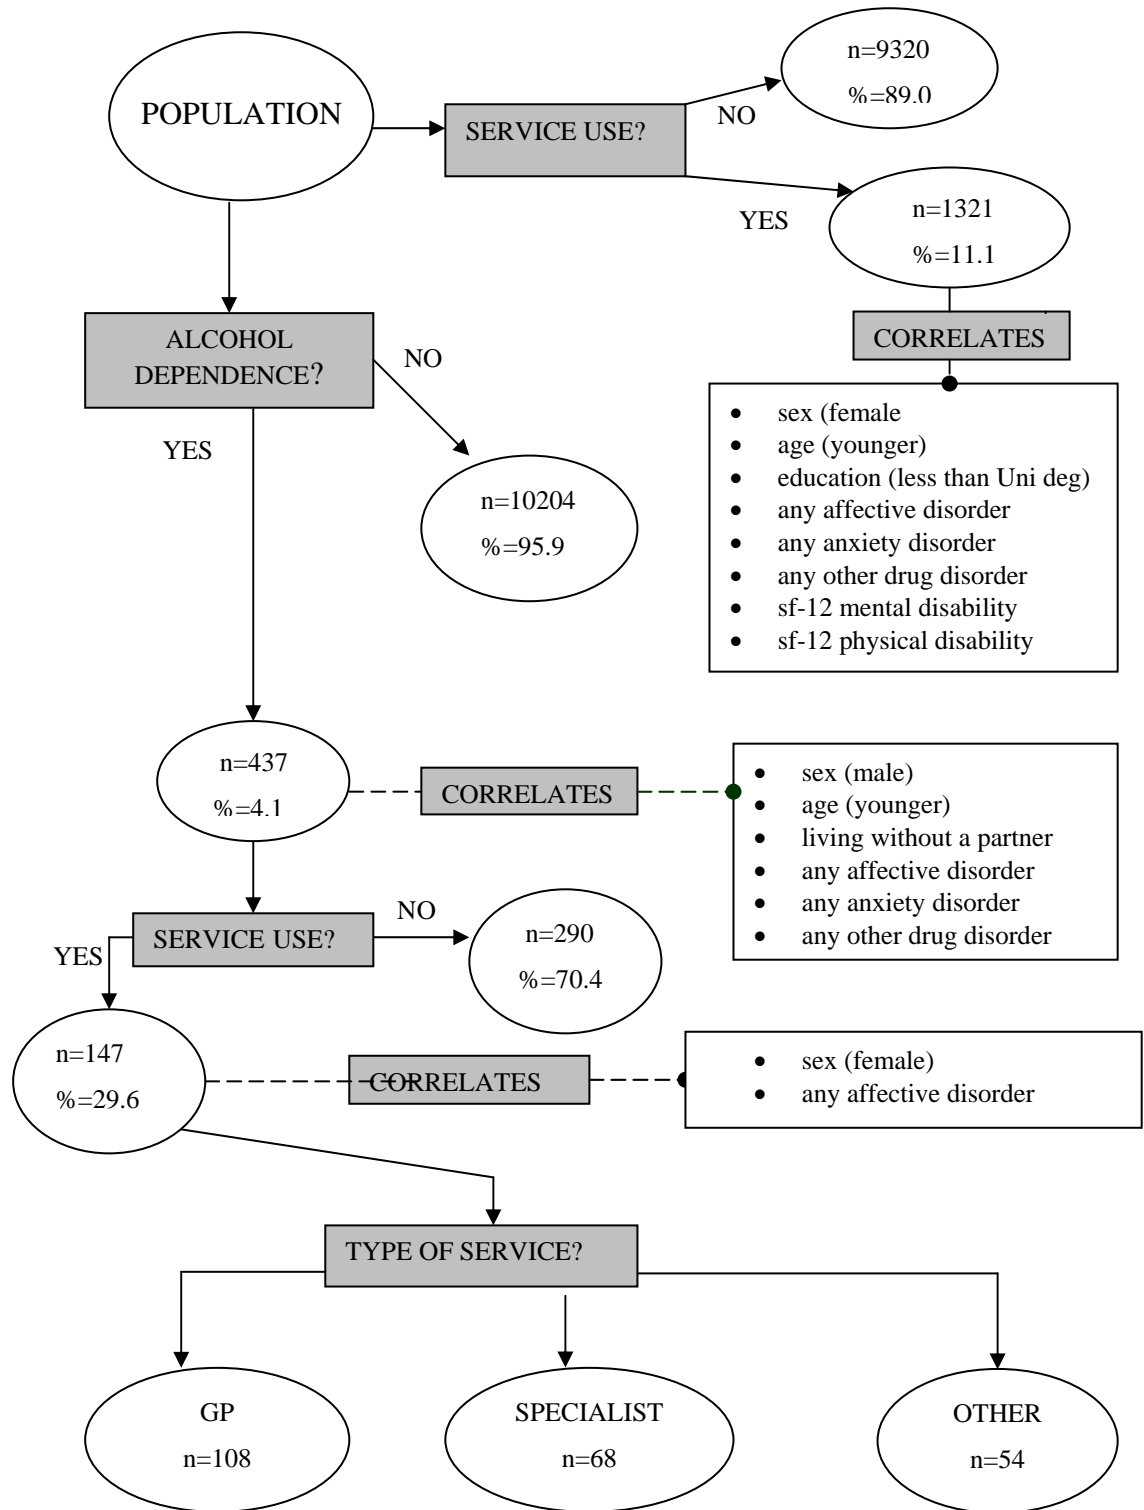 POPULATION
SERVICE USE?
NO
n=9320
%=89.0
YES
n=1321
%=11.1
CORRELATES
• sex (female
• age (younger)
• education (less than Uni deg)
• any affective disorder
• any anxiety disorder
• any other drug disorder
• sf-12 mental disability
• sf-12 physical disability
ALCOHOL
DEPENDENCE?
NO
n=10204
%=95.9
YES
n=437
%=4.1
CORRELATES
• sex (male)
• age (younger)
• living without a partner
• any affective disorder
• any anxiety disorder
• any other drug disorder
SERVICE USE?
NO
n=290
%=70.4
YES
n=147
%=29.6
CORRELATES
• sex (female)
• any affective disorder
TYPE OF SERVICE?
GP
n=108
SPECIALIST
n=68
OTHER
n=54